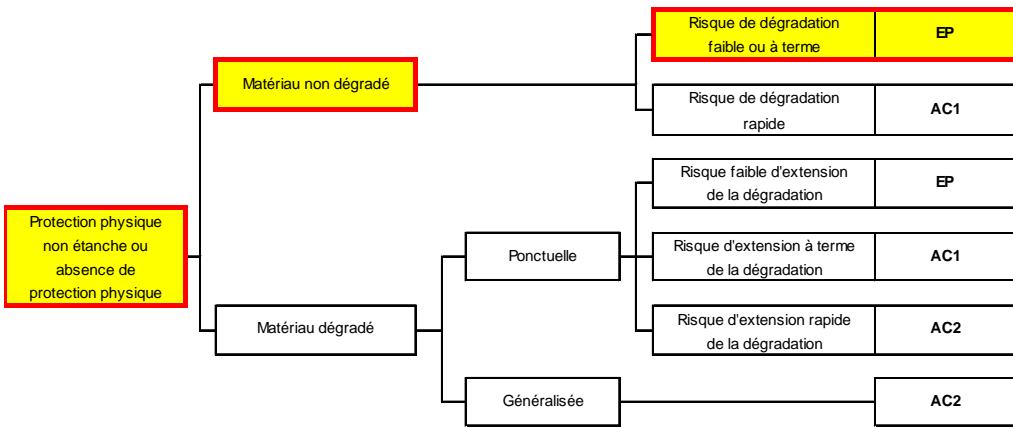 Risque de dégradation
faible ou à terme
EP
Matériau non dégradé
Risque de dégradation
rapide
AC1
Risque faible d'extension
de la dégradation
EP
Protection physique
non étanche ou
absence de
protection physique
Ponctuelle
Risque d'extension à terme
de la dégradation
AC1
Matériau dégradé
Risque d'extension rapide
de la dégradation
AC2
Généralisée
AC2